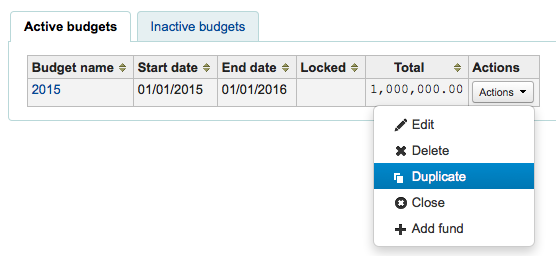 Active budgets Inactive budgets
Budget name Start date End date Locked Total Actions
2015 01/01/2015 01/01/2016 1,000,000.00 Actions
Edit
Delete
Duplicate
Close
Add fund